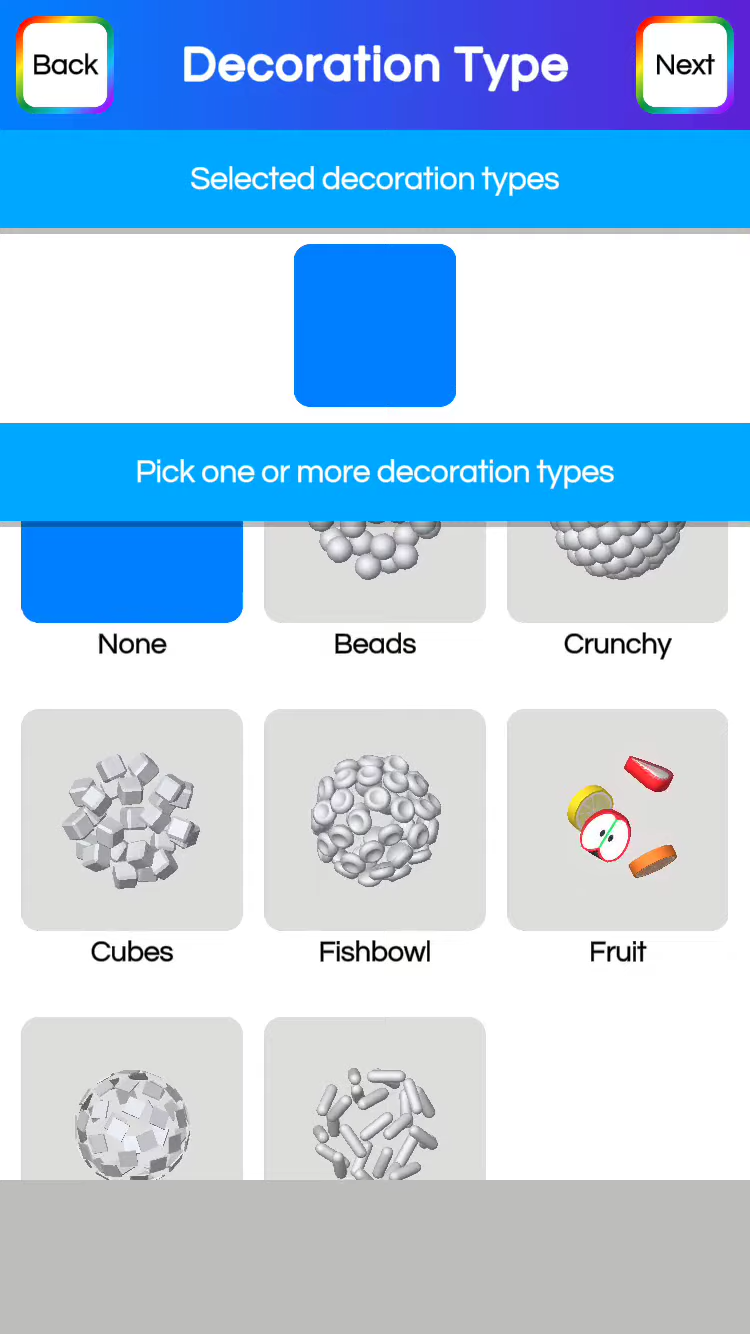 Back
Decoration Type
Next
Selected decoration types
Pick one or more decoration types
None
Beads
Crunchy
Cubes
Fishbowl
Fruit